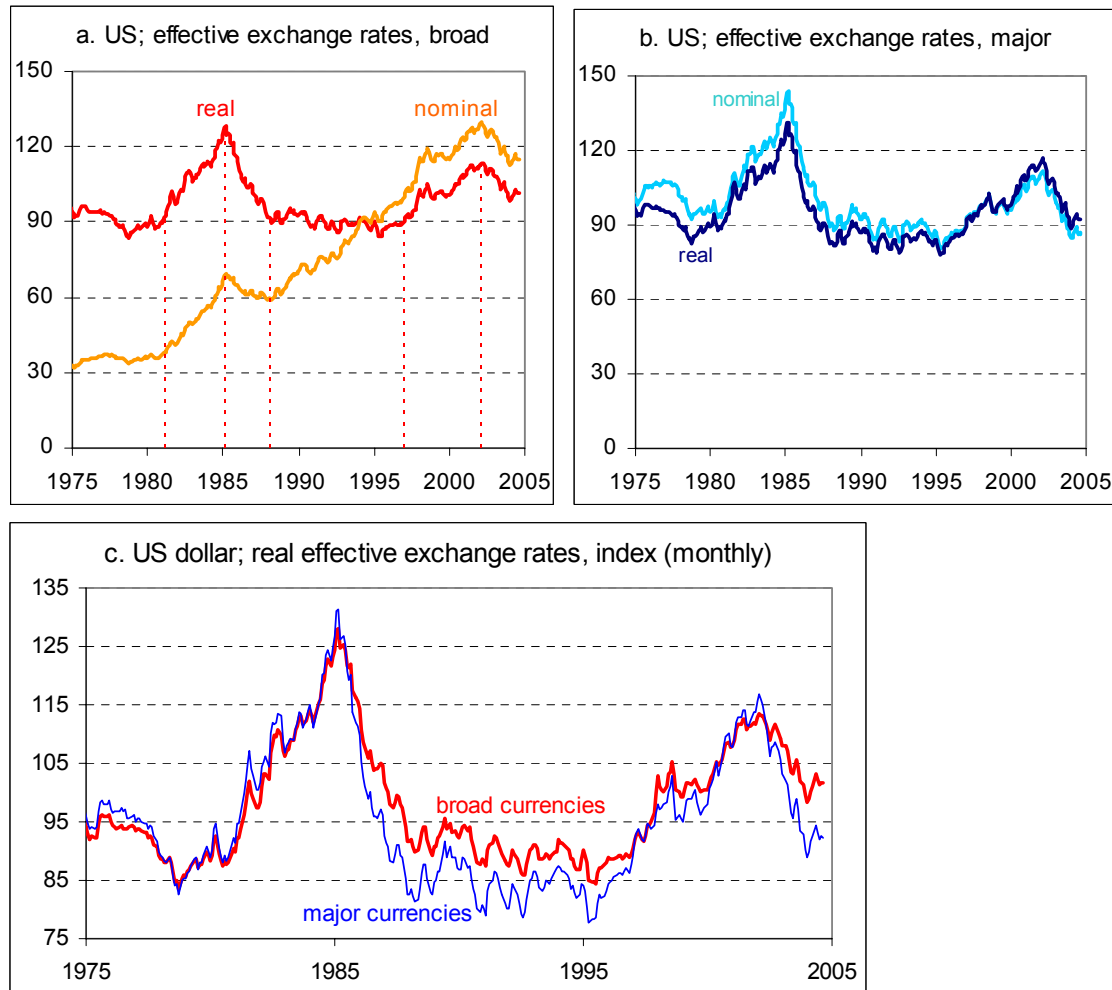 a. US; effective exchange rates, broad
150
120
90
60
30
0
real
nominal
1975 1980 1985 1990 1995 2000 2005
b. US; effective exchange rates, major
150
120
90
60
30
0
nominal
real
1975 1980 1985 1990 1995 2000 2005
c. US dollar; real effective exchange rates, index (monthly)
135
125
115
105
95
85
75
broad currencies
major currencies
1975 1985 1995 2005